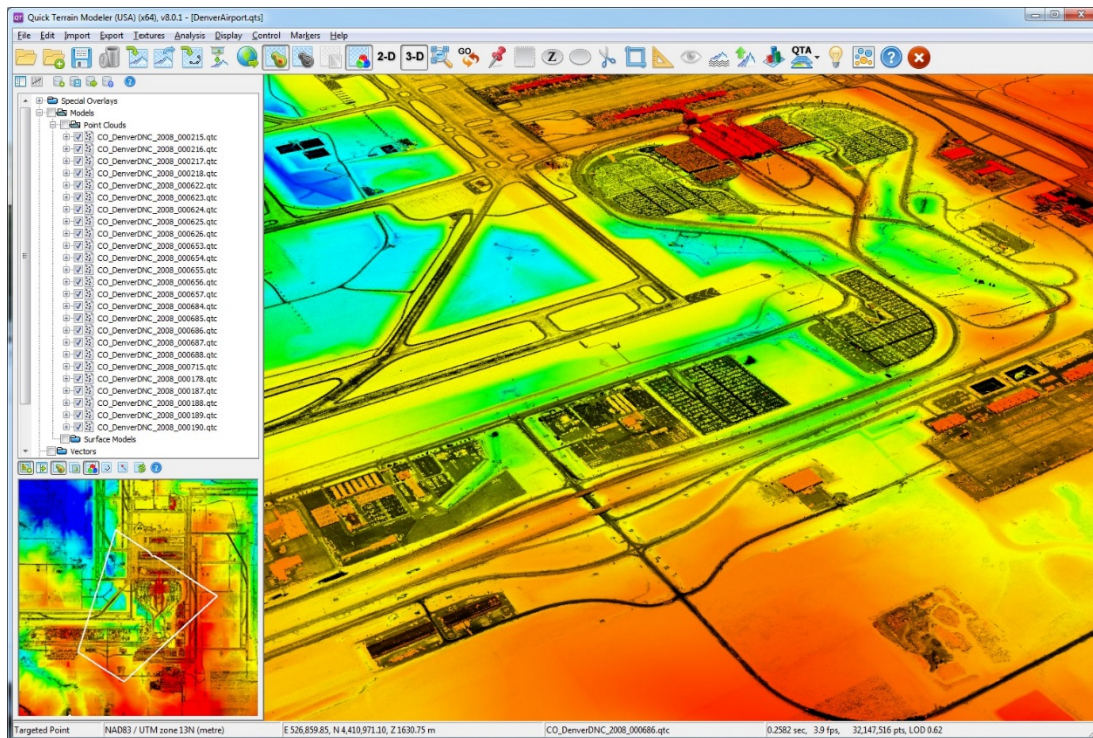 Quick Terrain Modeler (USA) (x64), v8.0.1 - [DenverAirport.qts]
File Edit Import Export Textures Analysis Display Control Markers Help
GO 2-D 3-D Z QTA
Special Overlays
Models
Point Clouds
CO_DenverDNC_2008_000215.qtc
CO_DenverDNC_2008_000216.qtc
CO_DenverDNC_2008_000217.qtc
CO_DenverDNC_2008_000218.qtc
CO_DenverDNC_2008_000622.qtc
CO_DenverDNC_2008_000623.qtc
CO_DenverDNC_2008_000624.qtc
CO_DenverDNC_2008_000625.qtc
CO_DenverDNC_2008_000626.qtc
CO_DenverDNC_2008_000653.qtc
CO_DenverDNC_2008_000654.qtc
CO_DenverDNC_2008_000655.qtc
CO_DenverDNC_2008_000656.qtc
CO_DenverDNC_2008_000657.qtc
CO_DenverDNC_2008_000684.qtc
CO_DenverDNC_2008_000685.qtc
CO_DenverDNC_2008_000686.qtc
CO_DenverDNC_2008_000687.qtc
CO_DenverDNC_2008_000688.qtc
CO_DenverDNC_2008_000715.qtc
CO_DenverDNC_2008_000178.qtc
CO_DenverDNC_2008_000187.qtc
CO_DenverDNC_2008_000188.qtc
CO_DenverDNC_2008_000189.qtc
CO_DenverDNC_2008_000190.qtc
Surface Models
Vectors
Targeted Point NAD83 / UTM zone 13N (metre) E 526,859.85, N 4,410,971.10, Z 1630.75 m CO_DenverDNC_2008_000686.qtc 0.2582 sec, 3.9 fps, 32,147,516 pts, LOD 0.62